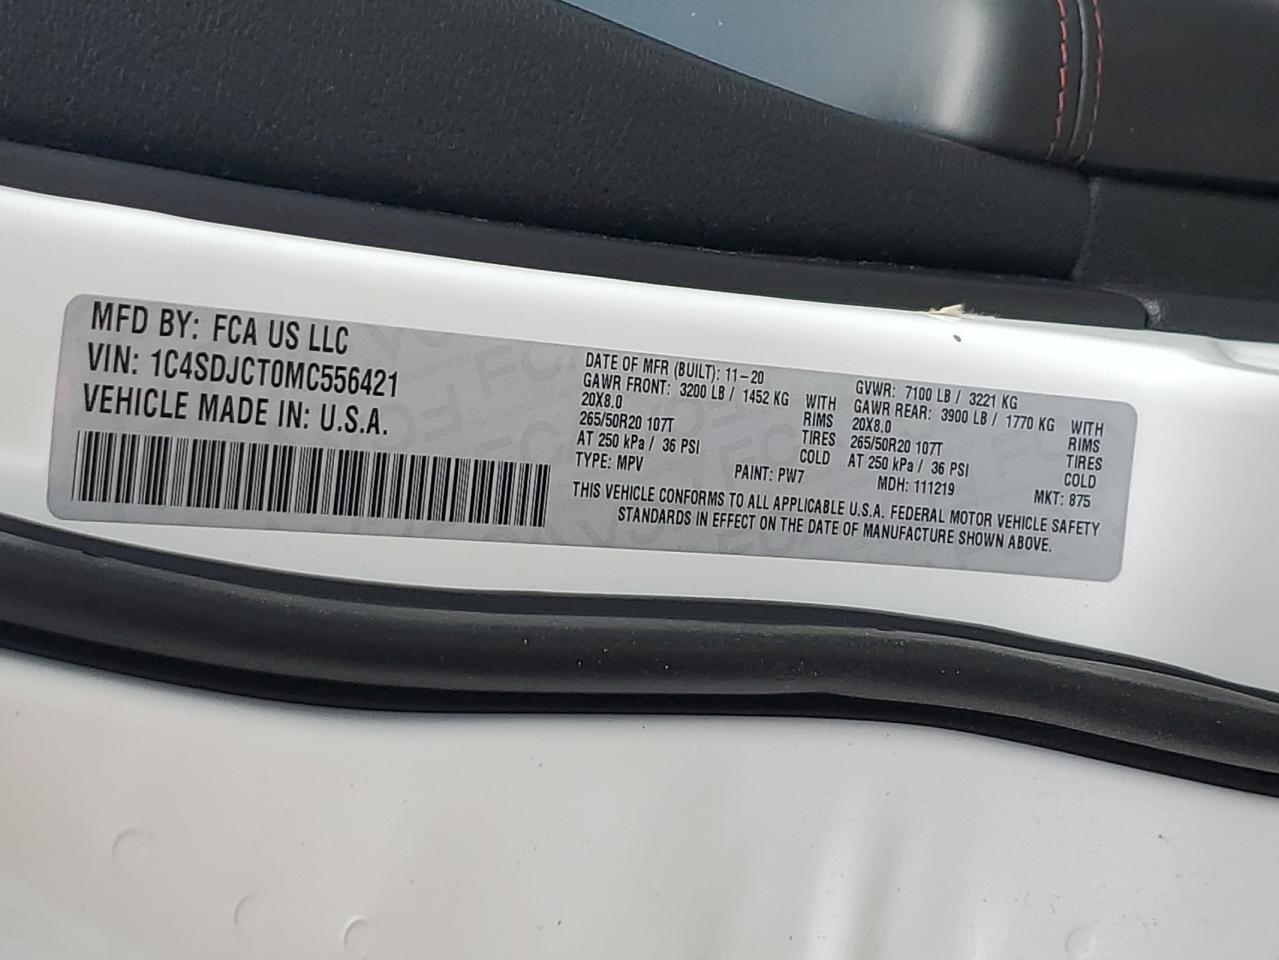 MFD BY: FCA US LLC
VIN: 1C4SDJCT0MC556421
VEHICLE MADE IN: U.S.A.
DATE OF MFR (BUILT): 11-20
GAWR FRONT: 3200 LB / 1452 KG WITH
20X8.0 RIMS
265/50R20 107T TIRES
AT 250 kPa / 36 PSI COLD
TYPE: MPV PAINT: PW7
GVWR: 7100 LB / 3221 KG
GAWR REAR: 3900 LB / 1770 KG WITH
20X8.0 RIMS
265/50R20 107T TIRES
AT 250 kPa / 36 PSI COLD
MDH: 111219 MKT: 875
THIS VEHICLE CONFORMS TO ALL APPLICABLE U.S.A. FEDERAL MOTOR VEHICLE SAFETY
STANDARDS IN EFFECT ON THE DATE OF MANUFACTURE SHOWN ABOVE.